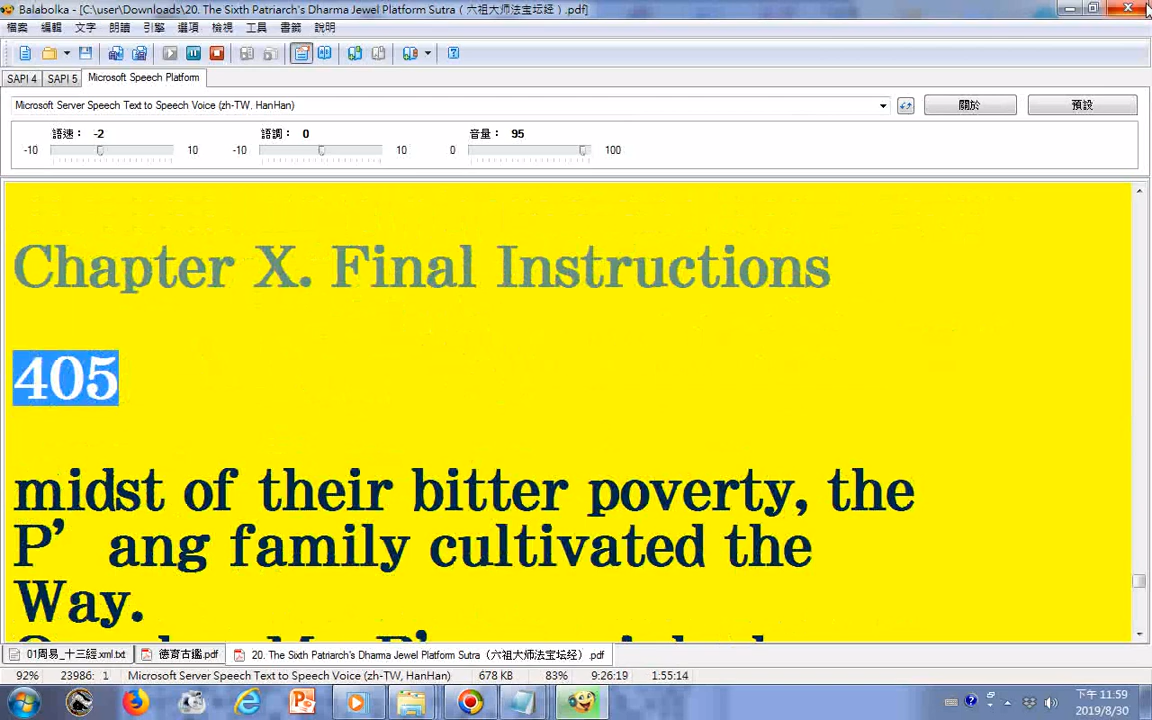 Balabolka - [C:\user\Downloads\20. The Sixth Patriarch's Dharma Jewel Platform Sutra（六祖大师法宝坛经）.pdf]
檔案 編輯 文字 朗讀 引擎 選項 檢視 工具 書籤 說明
SAPI 4 SAPI 5 Microsoft Speech Platform
Microsoft Server Speech Text to Speech Voice (zh-TW, HanHan) 關於 預設
語速： -2 語調： 0 音量： 95
-10 10 -10 10 0 100
Chapter X. Final Instructions
405
midst of their bitter poverty, the
P’ ang family cultivated the
Way.
01周易_十三經.xml.txt 德育古鑑.pdf 20. The Sixth Patriarch's Dharma Jewel Platform Sutra（六祖大师法宝坛经）.pdf
92% 23986: 1 Microsoft Server Speech Text to Speech Voice (zh-TW, HanHan) 678 KB 83% 9:26:19 1:55:14
下午 11:59
2019/8/30